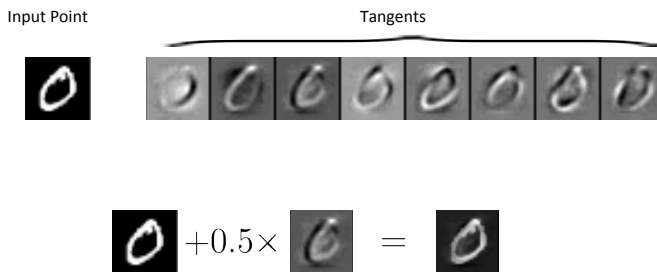 Input Point
Tangents
+0.5× =